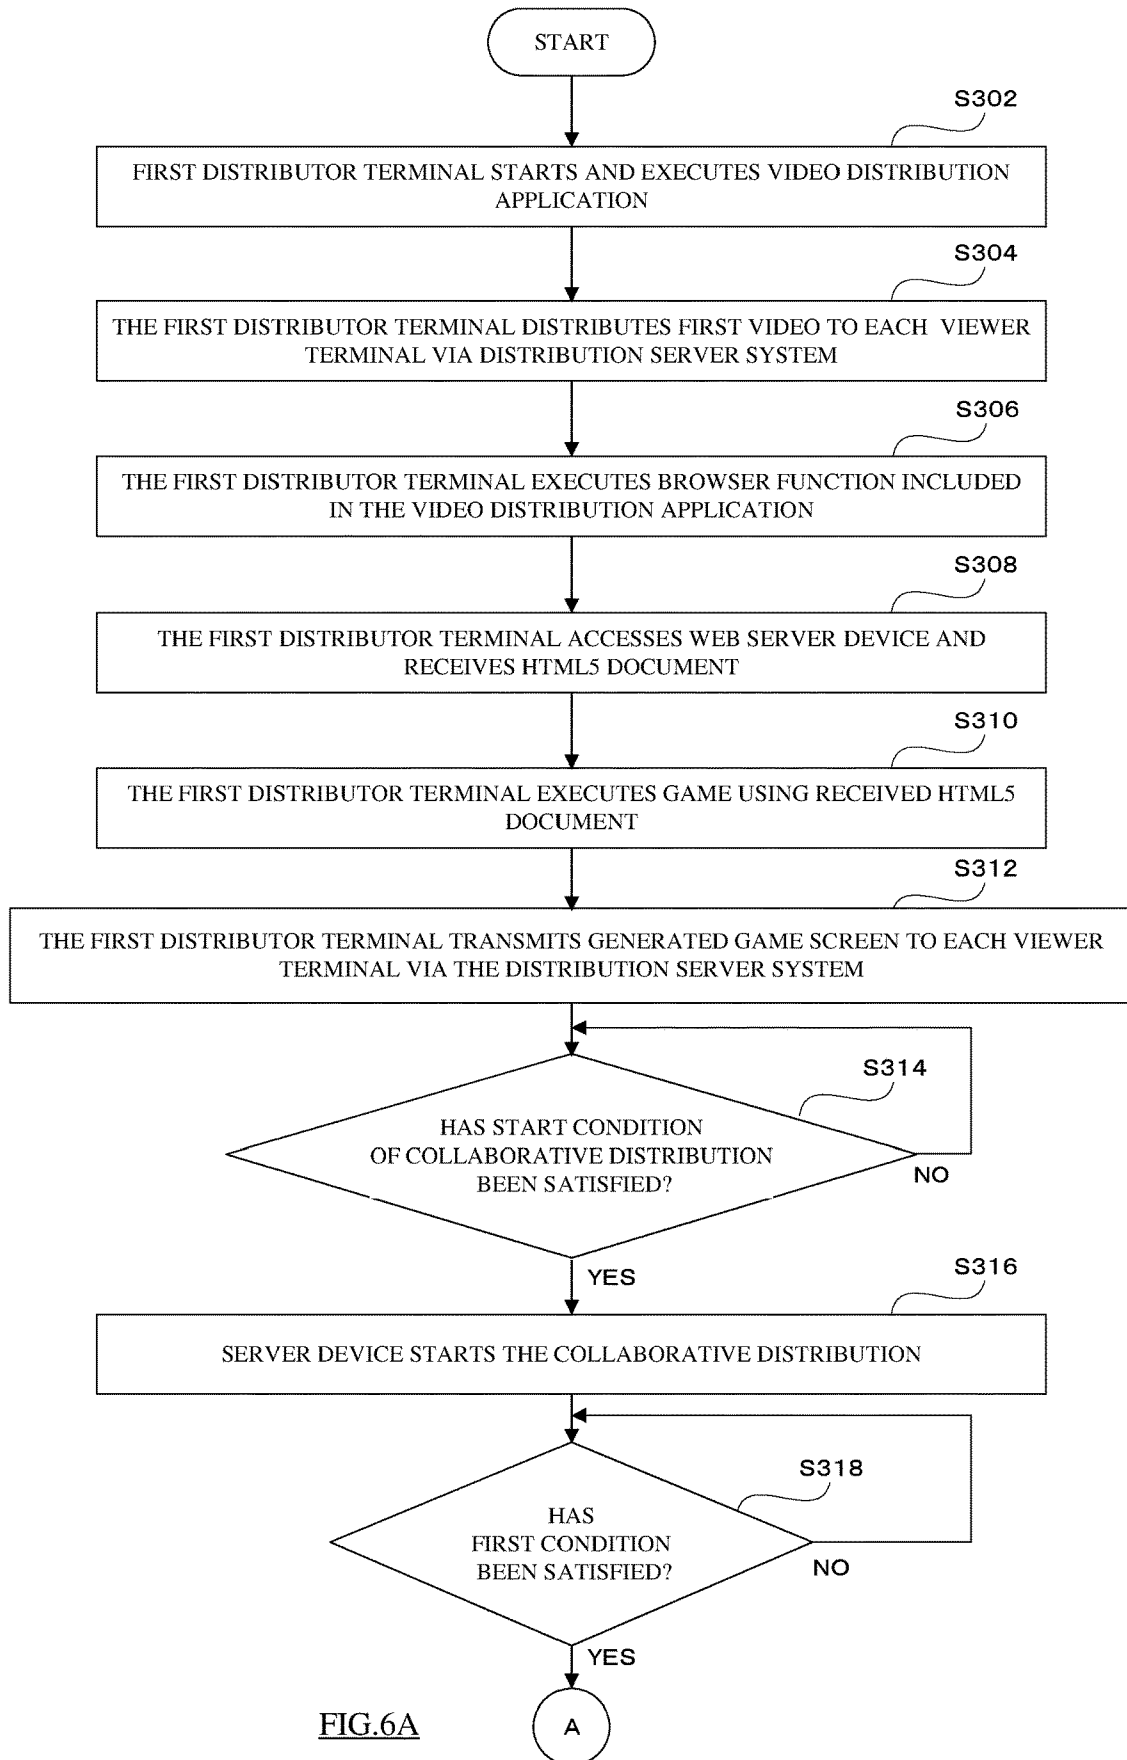 START
S302
FIRST DISTRIBUTOR TERMINAL STARTS AND EXECUTES VIDEO DISTRIBUTION
APPLICATION
S304
THE FIRST DISTRIBUTOR TERMINAL DISTRIBUTES FIRST VIDEO TO EACH VIEWER
TERMINAL VIA DISTRIBUTION SERVER SYSTEM
S306
THE FIRST DISTRIBUTOR TERMINAL EXECUTES BROWSER FUNCTION INCLUDED
IN THE VIDEO DISTRIBUTION APPLICATION
S308
THE FIRST DISTRIBUTOR TERMINAL ACCESSES WEB SERVER DEVICE AND
RECEIVES HTML5 DOCUMENT
S310
THE FIRST DISTRIBUTOR TERMINAL EXECUTES GAME USING RECEIVED HTML5
DOCUMENT
S312
THE FIRST DISTRIBUTOR TERMINAL TRANSMITS GENERATED GAME SCREEN TO EACH VIEWER
TERMINAL VIA THE DISTRIBUTION SERVER SYSTEM
S314
HAS START CONDITION
OF COLLABORATIVE DISTRIBUTION
BEEN SATISFIED?
NO
YES
S316
SERVER DEVICE STARTS THE COLLABORATIVE DISTRIBUTION
S318
HAS
FIRST CONDITION
BEEN SATISFIED?
NO
YES
A
FIG.6A